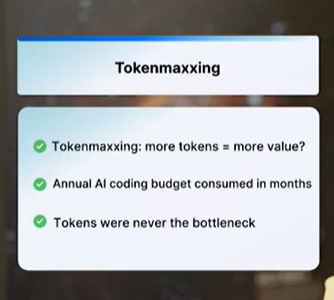 Tokenmaxxing
Tokenmaxxing: more tokens = more value?
Annual AI coding budget consumed in months
Tokens were never the bottleneck